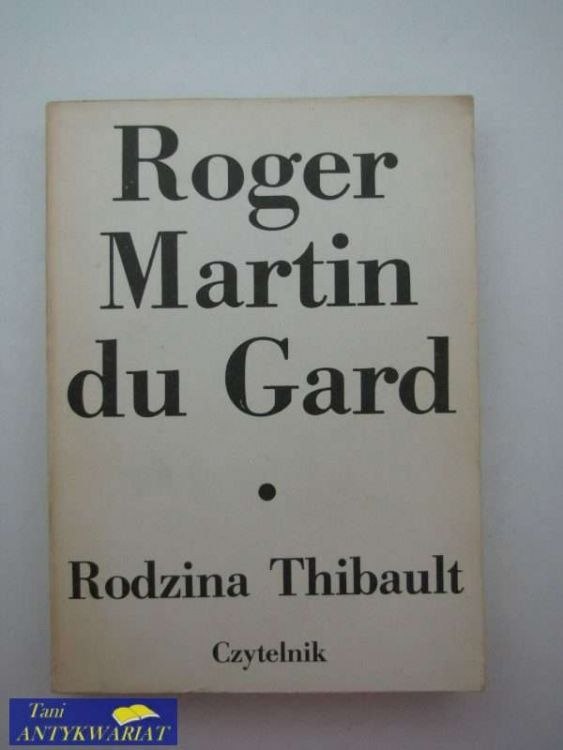 Roger
Martin
du Gard
•
Rodzina Thibault
Czytelnik
Tani
ANTYKWARIAT